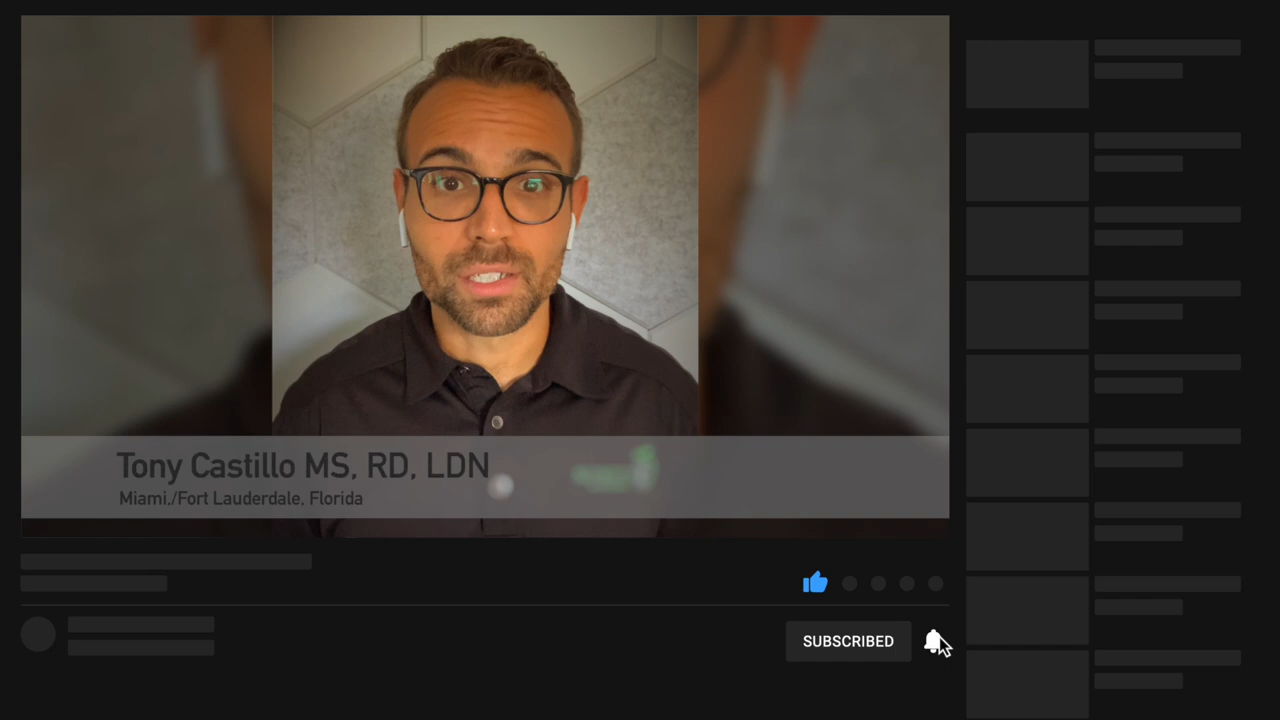 Tony Castillo MS, RD, LDN
Miami./Fort Lauderdale, Florida
SUBSCRIBED